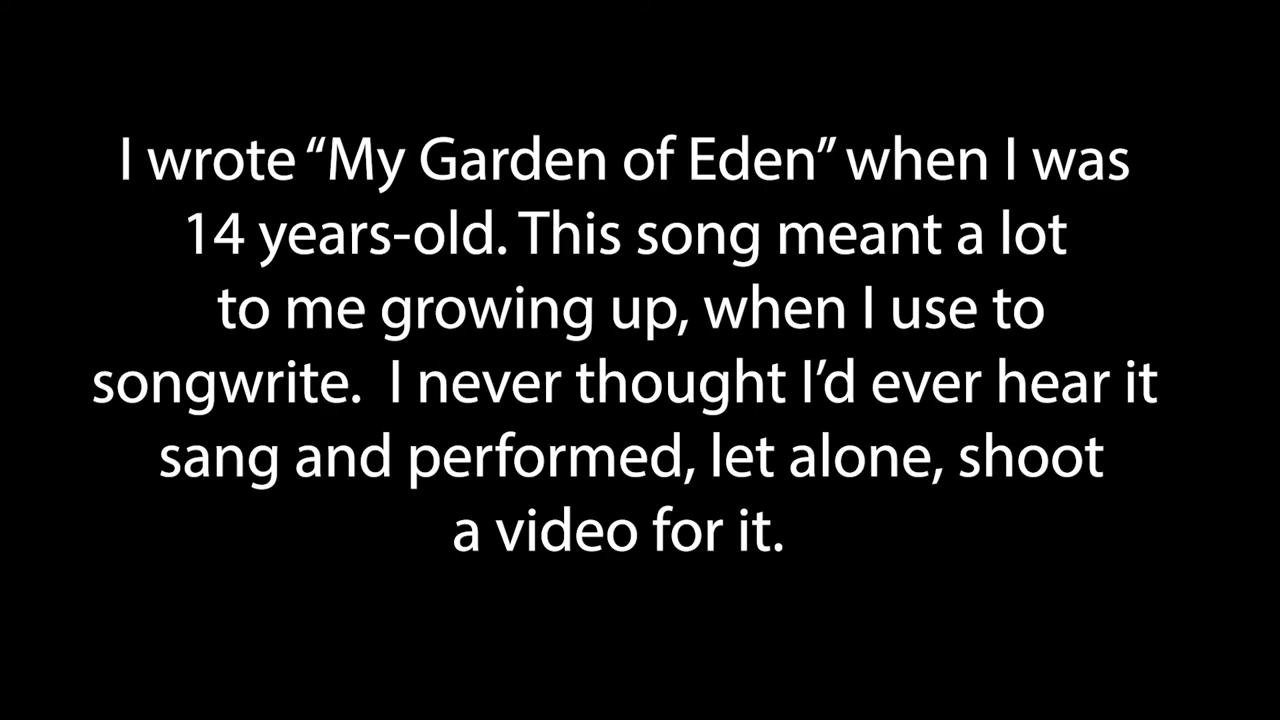 I wrote “My Garden of Eden” when I was
14 years-old. This song meant a lot
to me growing up, when I use to
songwrite.  I never thought I’d ever hear it
sang and performed, let alone, shoot
a video for it.